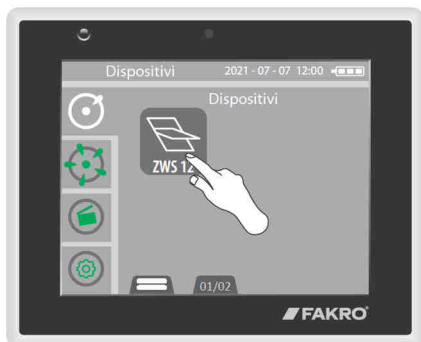 Dispositivi 2021 - 07 - 07 12:00
Dispositivi
ZWS 12
01/02
FAKRO